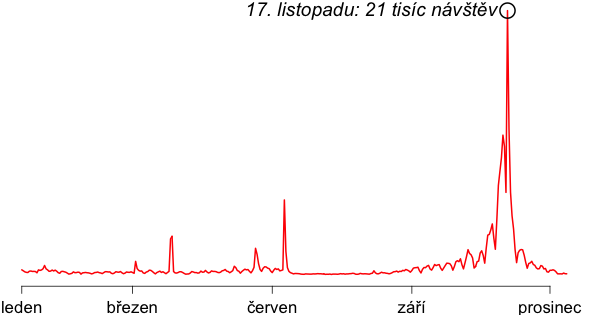 17. listopadu: 21 tisíc návštěv
leden březen červen září prosinec